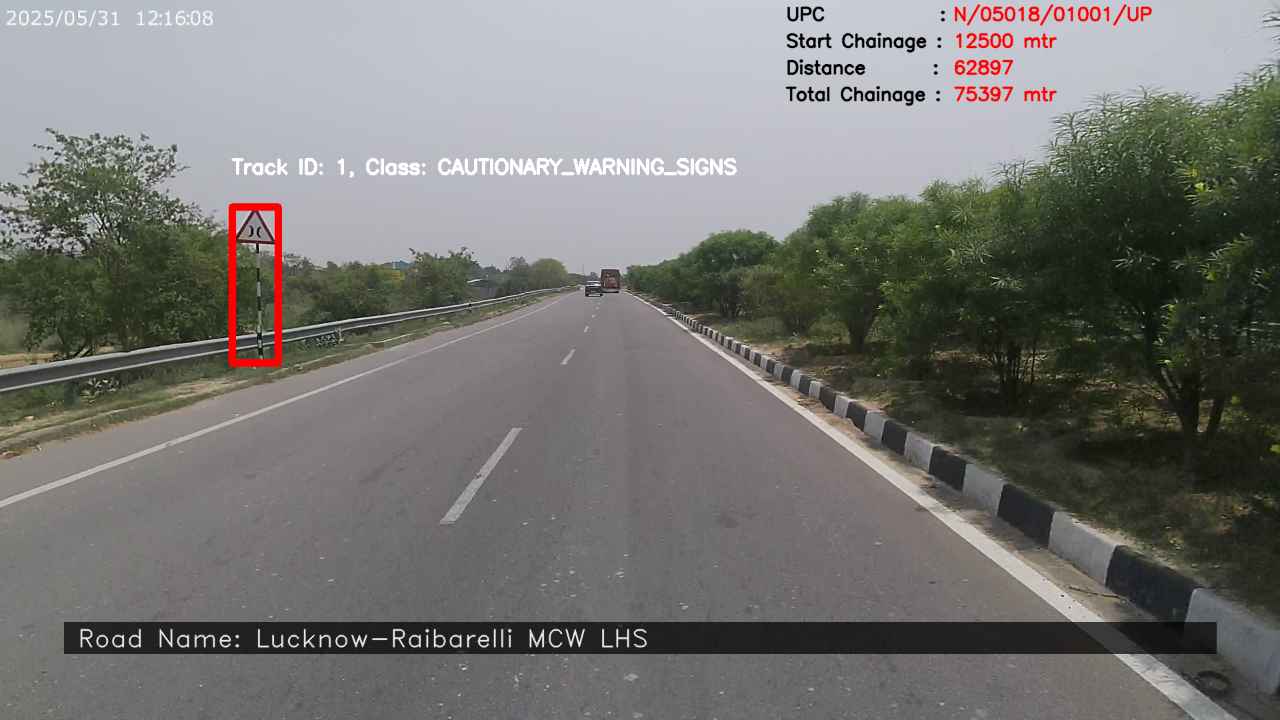 2025/05/31 12:16:08
UPC : N/05018/01001/UP
Start Chainage : 12500 mtr
Distance : 62897
Total Chainage : 75397 mtr
Track ID: 1, Class: CAUTIONARY_WARNING_SIGNS
Road Name: Lucknow-Raibarelli MCW LHS